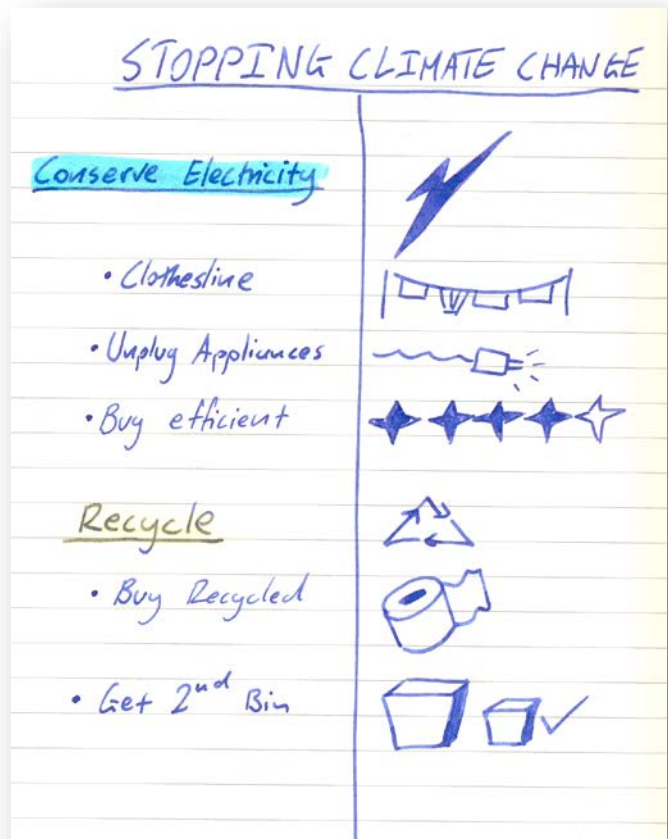 STOPPING CLIMATE CHANGE
Conserve Electricity
• Clothesline
• Unplug Appliances
• Buy efficient
Recycle
• Buy Recycled
• Get 2nd Bin